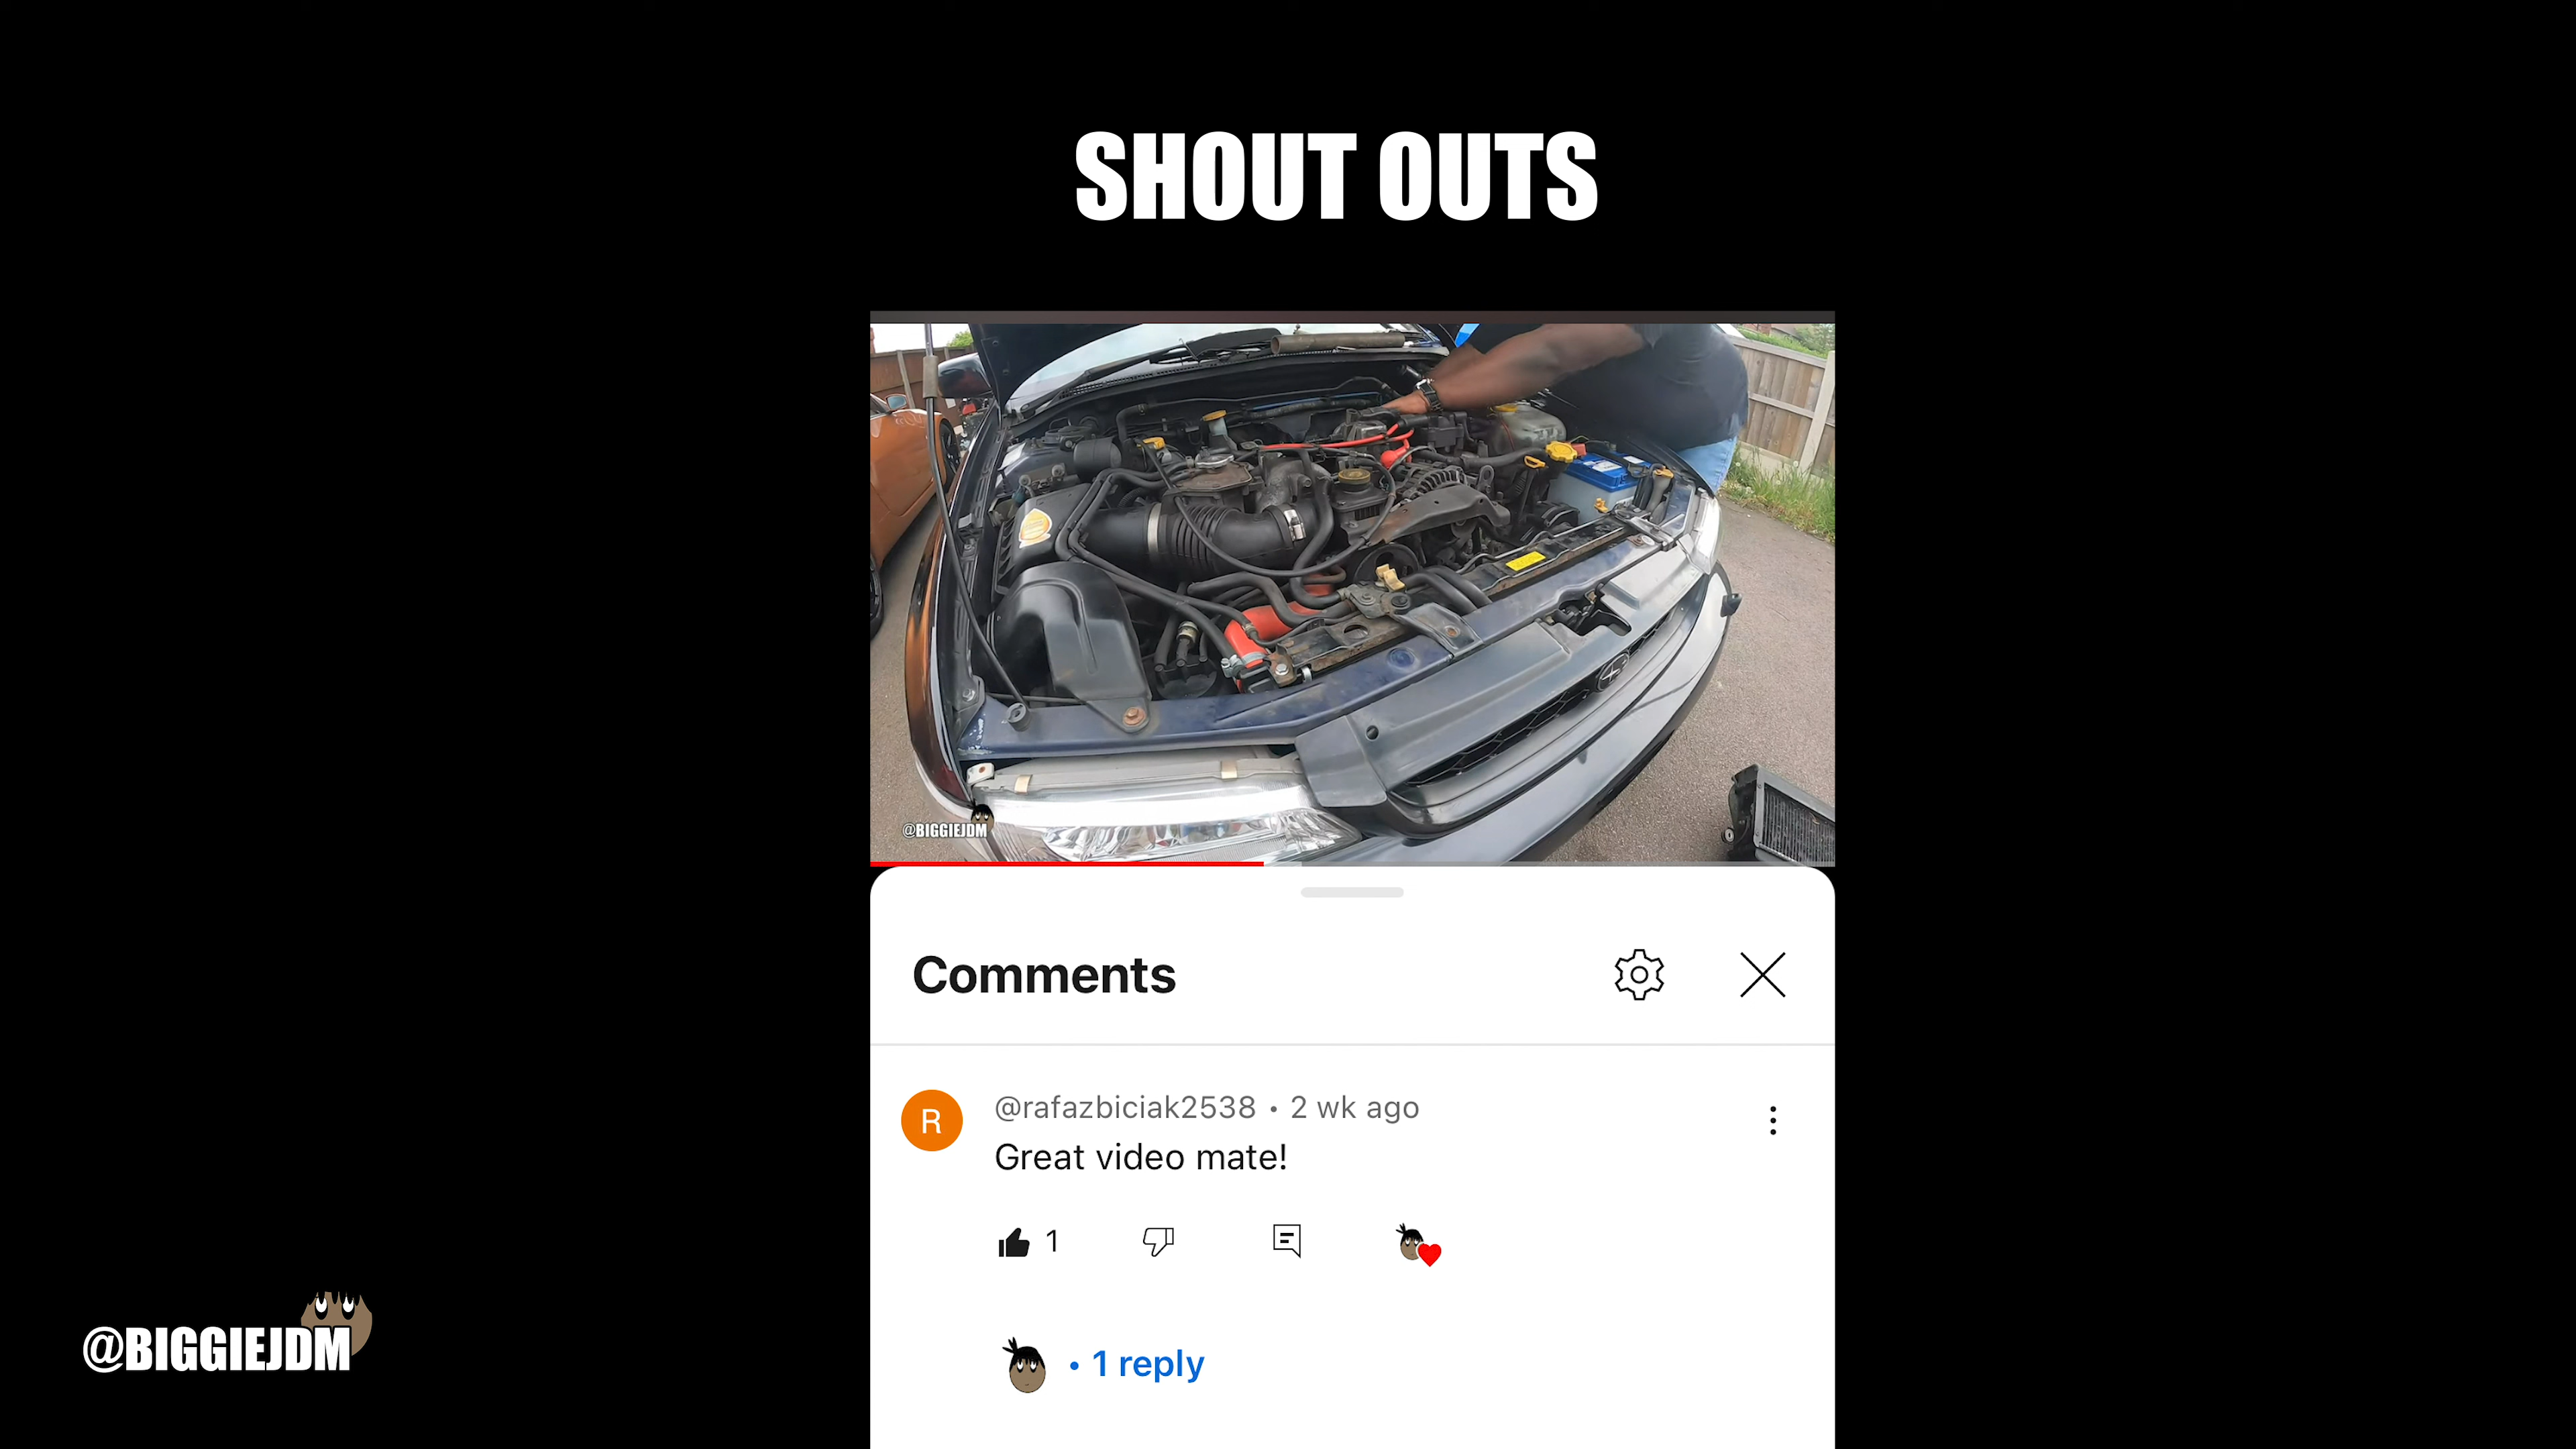 SHOUT OUTS
@BIGGIEJDM
Comments
R
@rafazbiciak2538 • 2 wk ago
Great video mate!
1
• 1 reply
@BIGGIEJDM